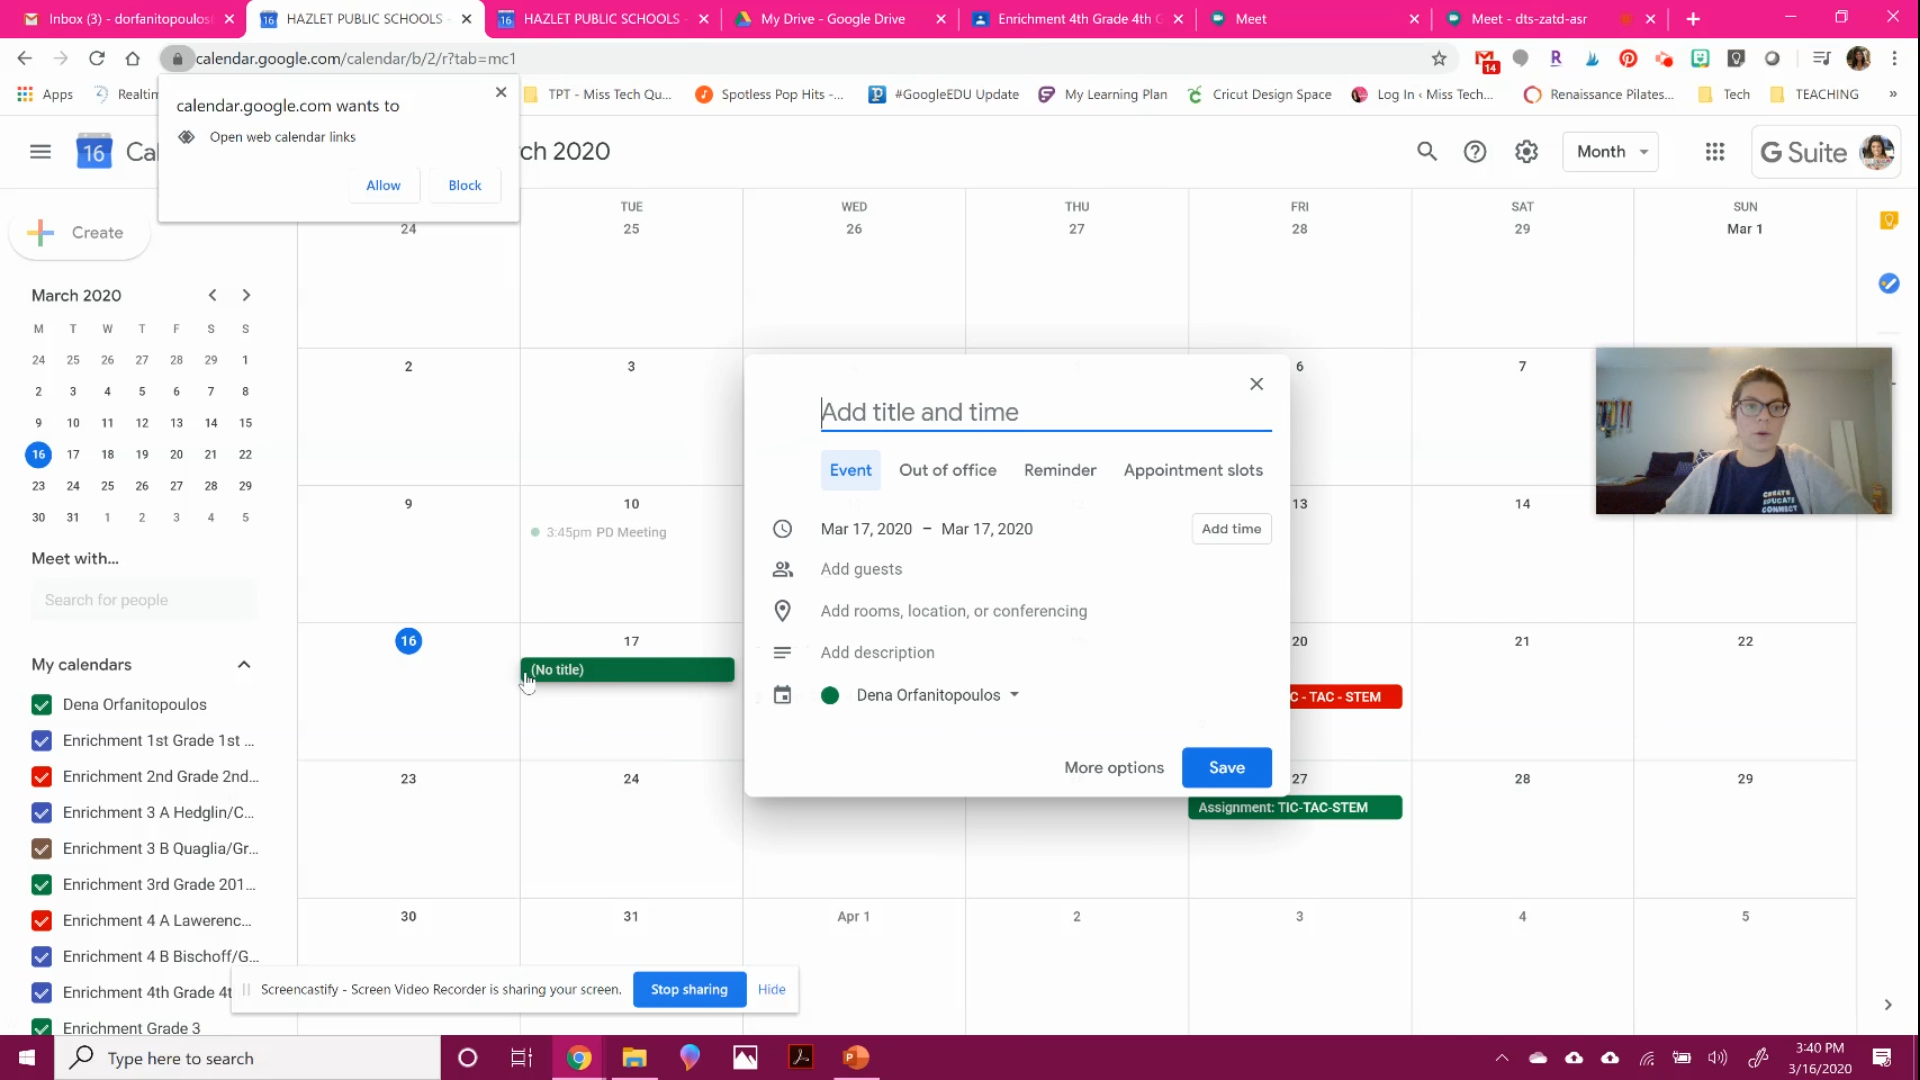 Inbox (3) - dorfanitopoulos
HAZLET PUBLIC SCHOOLS -
HAZLET PUBLIC SCHOOLS -
My Drive - Google Drive
Enrichment 4th Grade 4th G
Meet
Meet - dts-zatd-asr
calendar.google.com/calendar/b/2/r?tab=mc1
14
Apps
Realtim
TPT - Miss Tech Qu...
Spotless Pop Hits -...
#GoogleEDU Update
My Learning Plan
Cricut Design Space
Log In ‹ Miss Tech...
Renaissance Pilates...
Tech
TEACHING
»
calendar.google.com wants to
Open web calendar links
Allow
Block
16
Cal
ch 2020
Month
G Suite
Create
TUE
WED
THU
FRI
SAT
SUN
24
25
26
27
28
29
Mar 1
March 2020
M T W T F S S
24 25 26 27 28 29 1
2 3 4 5 6 7 8
9 10 11 12 13 14 15
16 17 18 19 20 21 22
23 24 25 26 27 28 29
30 31 1 2 3 4 5
Meet with...
Search for people
My calendars
Dena Orfanitopoulos
Enrichment 1st Grade 1st ...
Enrichment 2nd Grade 2nd...
Enrichment 3 A Hedglin/C...
Enrichment 3 B Quaglia/Gr...
Enrichment 3rd Grade 201...
Enrichment 4 A Lawerenc...
Enrichment 4 B Bischoff/G...
Enrichment 4th Grade 4t
Enrichment Grade 3
2
3
6
7
9
10
13
14
3:45pm PD Meeting
16
17
20
21
22
(No title)
C - TAC - STEM
23
24
27
28
29
Assignment: TIC-TAC-STEM
30
31
Apr 1
2
3
4
5
Add title and time
Event
Out of office
Reminder
Appointment slots
Mar 17, 2020 – Mar 17, 2020
Add time
Add guests
Add rooms, location, or conferencing
Add description
Dena Orfanitopoulos
More options
Save
CREATE
EDUCATE
CONNECT
Screencastify - Screen Video Recorder is sharing your screen.
Stop sharing
Hide
Type here to search
3:40 PM
3/16/2020